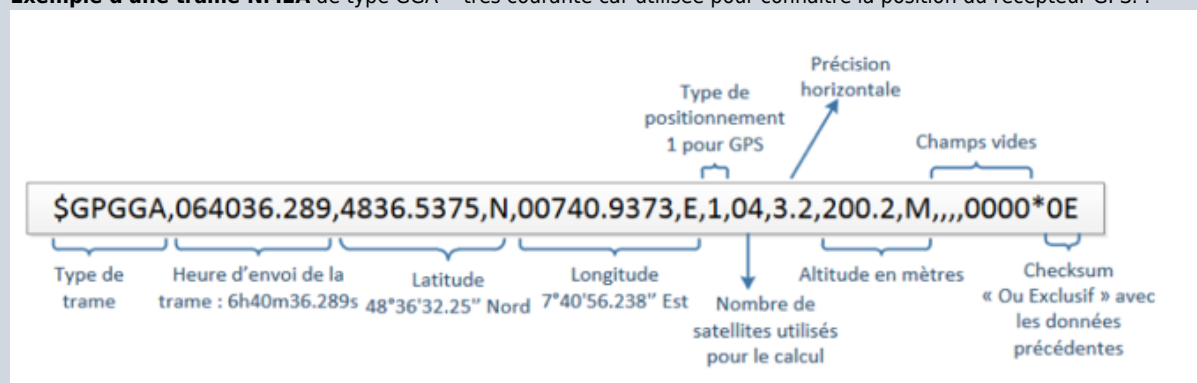 Exemple d'une trame NMEA de type GGA
très courante car utilisée pour connaître la position du récepteur GPS. :
Précision
horizontale
Type de
positionnement
1 pour GPS
Champs vides
$GPGGA,064036.289,4836.5375,N,00740.9373,E,1,04,3.2,200.2,M,,,,0000*0E
Type de
trame
Heure d'envoi de la
trame : 6h40m36.289s
Latitude
48°36'32.25" Nord
Longitude
7°40'56.238" Est
Nombre de
satellites utilisés
pour le calcul
Altitude en mètres
Checksum
« Ou Exclusif » avec
les données
précédentes